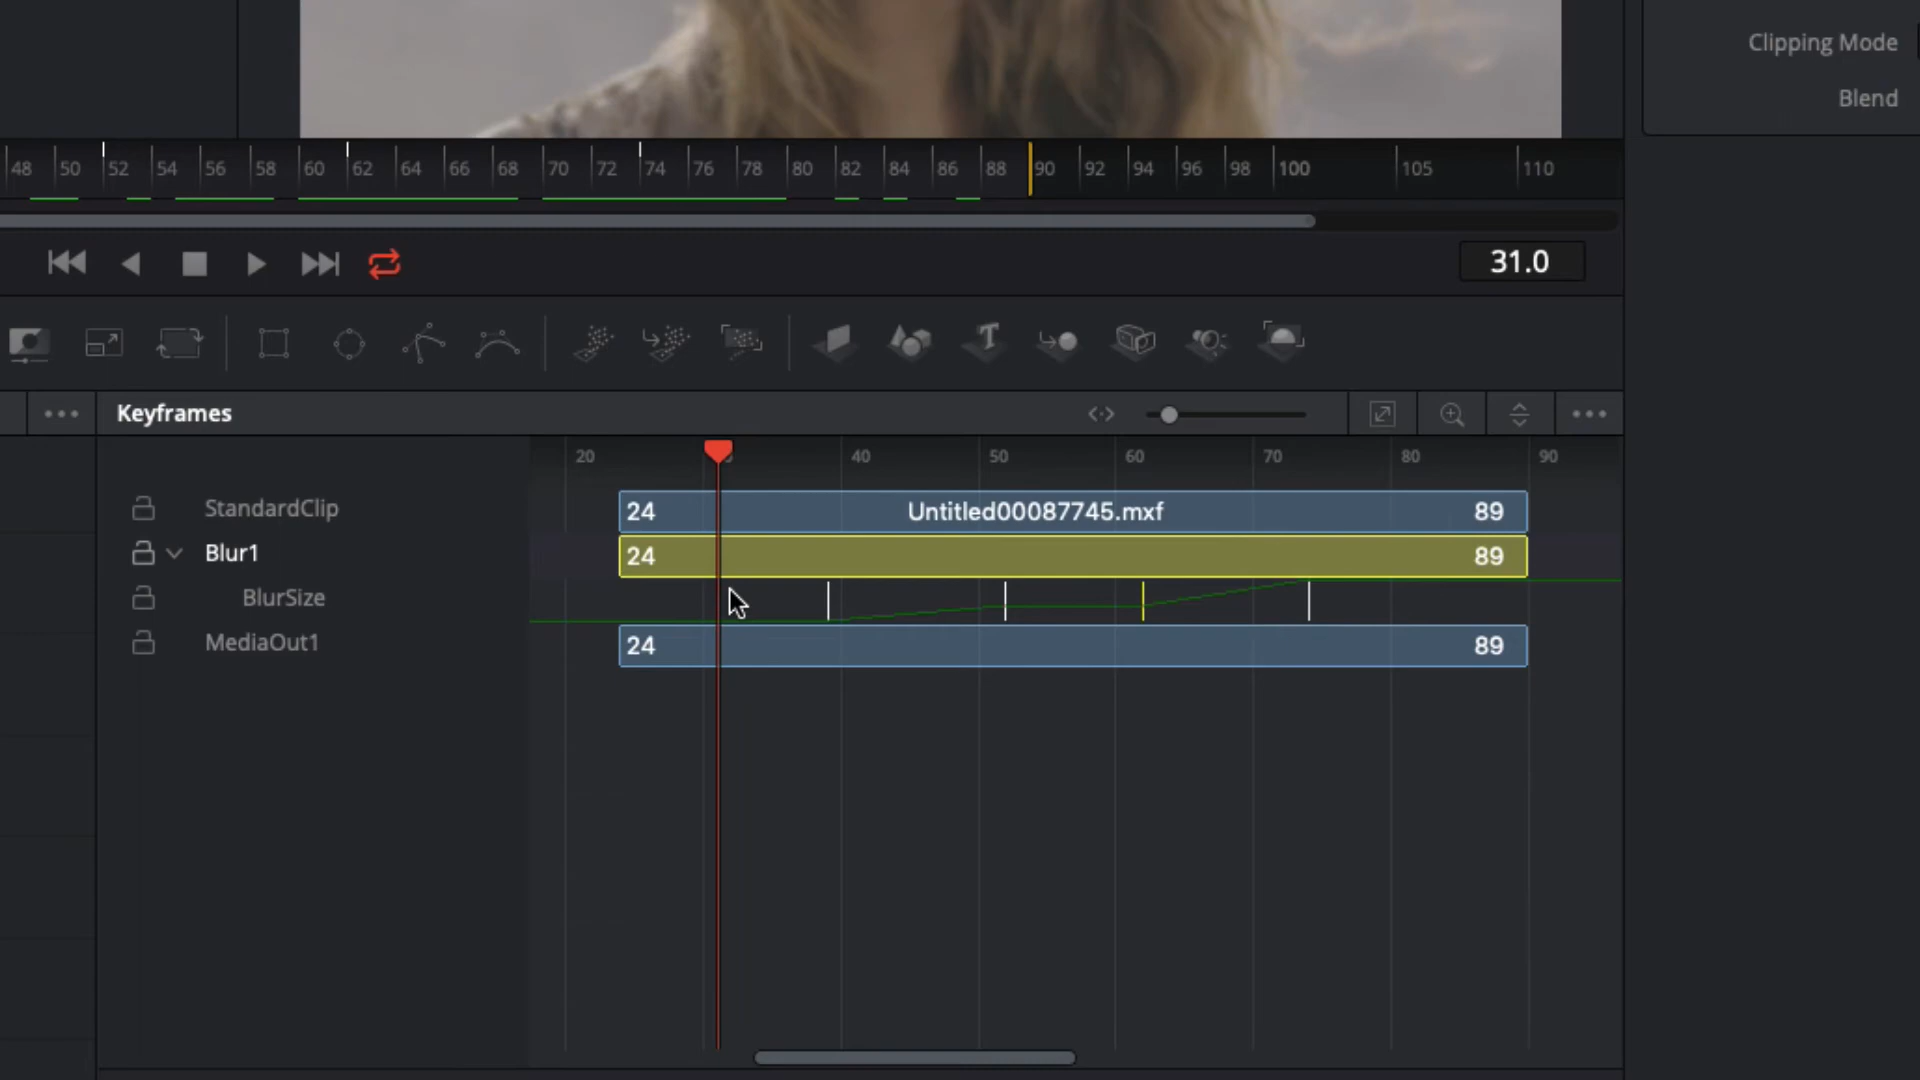 Clipping Mode
Blend
48 50 52 54 56 58 60 62 64 66 68 70 72 74 76 78 80 82 84 86 88 90 92 94 96 98 100 105 110
31.0
Keyframes
20 40 50 60 70 80 90
StandardClip 24 Untitled00087745.mxf 89
Blur1 24 89
BlurSize
MediaOut1 24 89